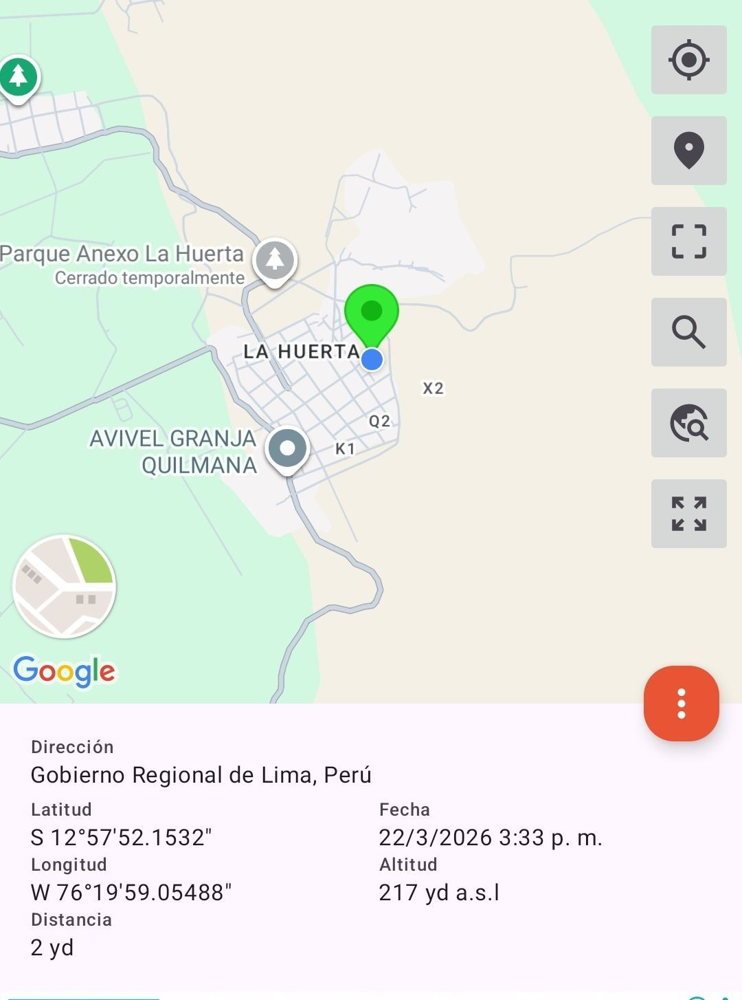 Parque Anexo La Huerta
Cerrado temporalmente
LA HUERTA
X2
Q2
AVIVEL GRANJA
QUILMANA
K1
Google
Dirección
Gobierno Regional de Lima, Perú
Latitud
S 12°57'52.1532"
Fecha
22/3/2026 3:33 p. m.
Longitud
W 76°19'59.05488"
Altitud
217 yd a.s.l
Distancia
2 yd